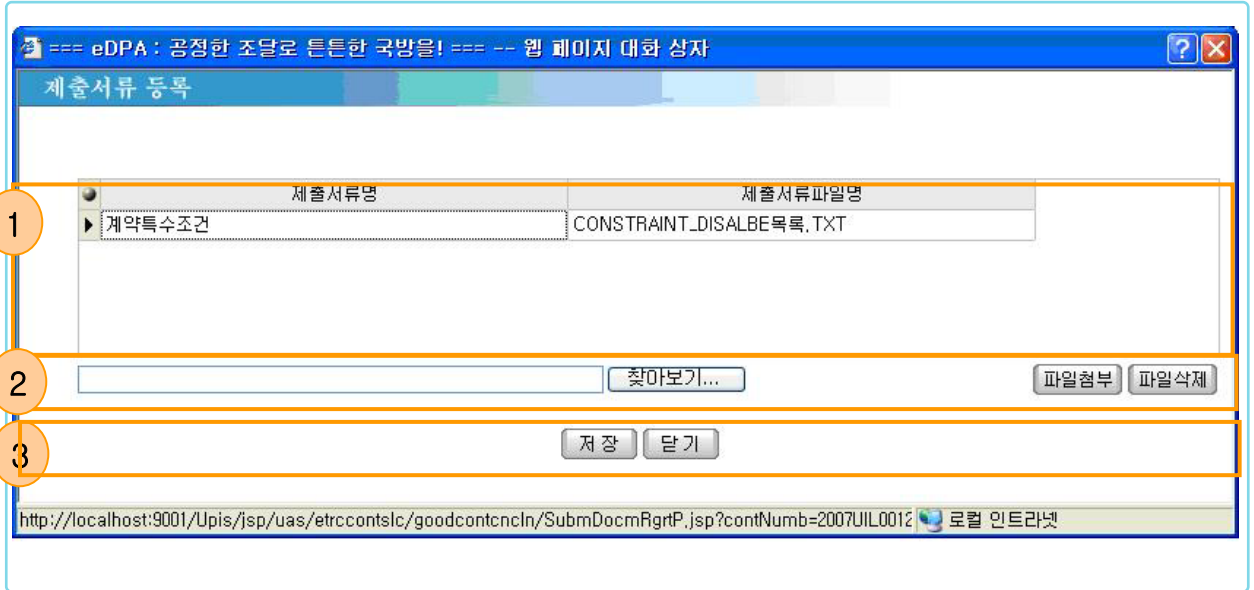 === eDPA : 공정한 조달로 튼튼한 국방을! === -- 웹 페이지 대화 상자
제출서류 등록
1
제출서류명 제출서류파일명
계약특수조건 CONSTRAINT_DISALBE목록.TXT
2
찾아보기... 파일첨부 파일삭제
3
저 장 닫 기
http://localhost:9001/Upis/jsp/uas/etrccontslc/goodcontcncln/SubmDocmRgrtP.jsp?contNumb=2007UIL0012 로컬 인트라넷